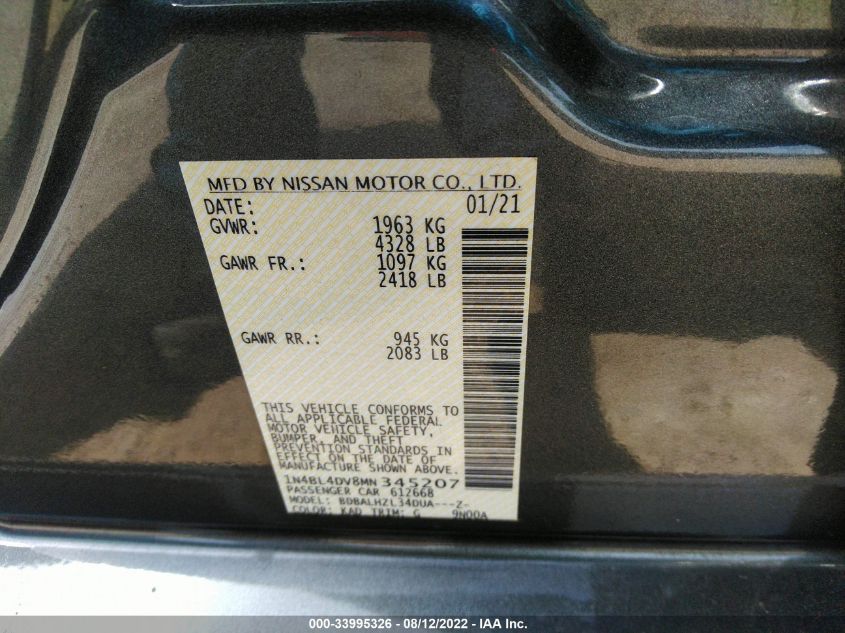 MFD BY NISSAN MOTOR CO., LTD.
DATE: 01/21
GVWR: 1963 KG
4328 LB
GAWR FR.: 1097 KG
2418 LB
GAWR RR.: 945 KG
2083 LB
THIS VEHICLE CONFORMS TO
ALL APPLICABLE FEDERAL
MOTOR VEHICLE SAFETY,
BUMPER, AND THEFT
PREVENTION STANDARDS IN
EFFECT ON THE DATE OF
MANUFACTURE SHOWN ABOVE.
1N4BL4DV8MN 345207
PASSENGER CAR 612668
MODEL: BDBALHZL34DUA---Z-
COLOR: KAD TRIM: G 9N00A
000-33995326 - 08/12/2022 - IAA Inc.